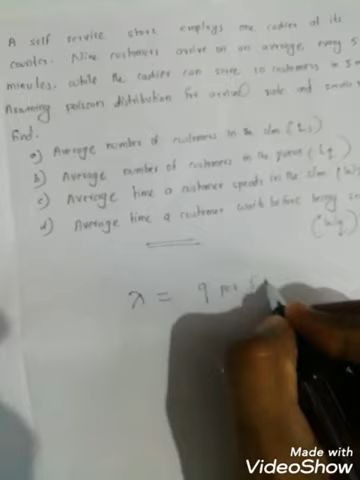 A self service store employs one cashier at its
counter. Nine customers arrive on an average every 5
minutes. while the cashier can serve 10 customers in 5
Assuming poisson distribution for arrival rate and
find.
a) Average number of customers in the s/m (Ls)
b) Average number of customers in the queue (Lq)
c) Average time a customer spends in the s/m
d) Average time a customer waits before being
(Wq)
λ = 9 per
Made with
VideoShow